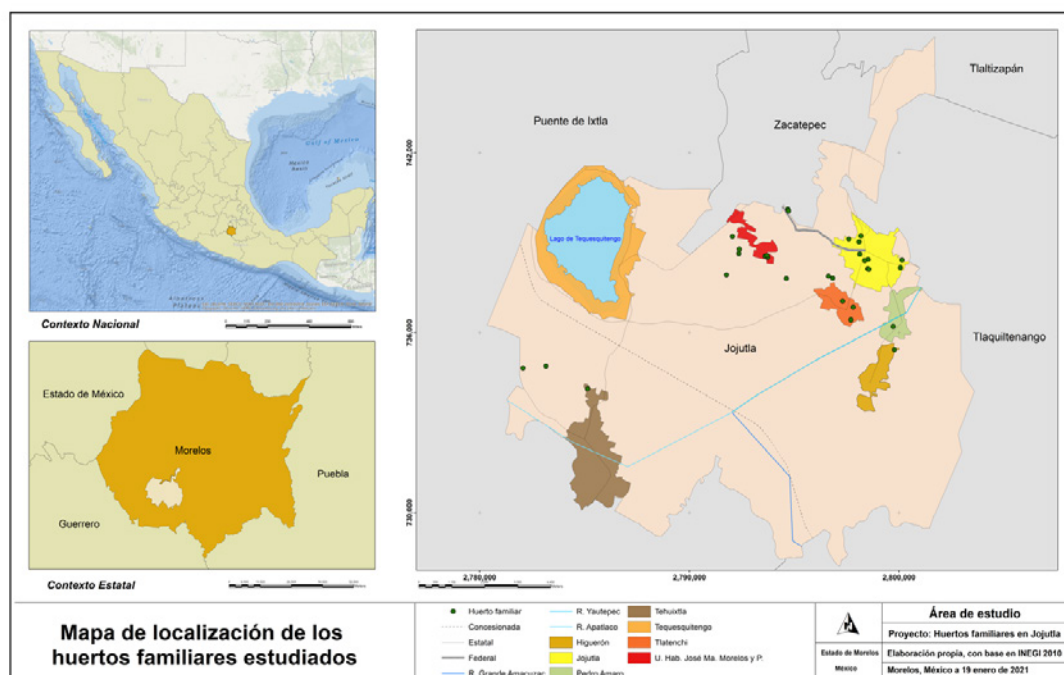 Gulf of Mexico
Contexto Nacional
Estado de México
Morelos
Puebla
Guerrero
Contexto Estatal
Tlaltizapán
Puente de Ixtla
Zacatepec
Lago de Tequesquitengo
Jojutla
Tlaquiltenango
742,000
736,000
730,000
2,780,000
2,790,000
2,800,000
Mapa de localización de los
huertos familiares estudiados
Huerto familiar
Concesionada
Estatal
Federal
R. Grande Amacuzac
R. Yautepec
R. Apatlaco
Higuerón
Jojutla
Pedro Amaro
Tehuixtla
Tequesquitengo
Tlatenchi
U. Hab. José Ma. Morelos y P.
Estado de Morelos
México
Área de estudio
Proyecto: Huertos familiares en Jojutla
Elaboración propia, con base en INEGI 2010
Morelos, México a 19 enero de 2021